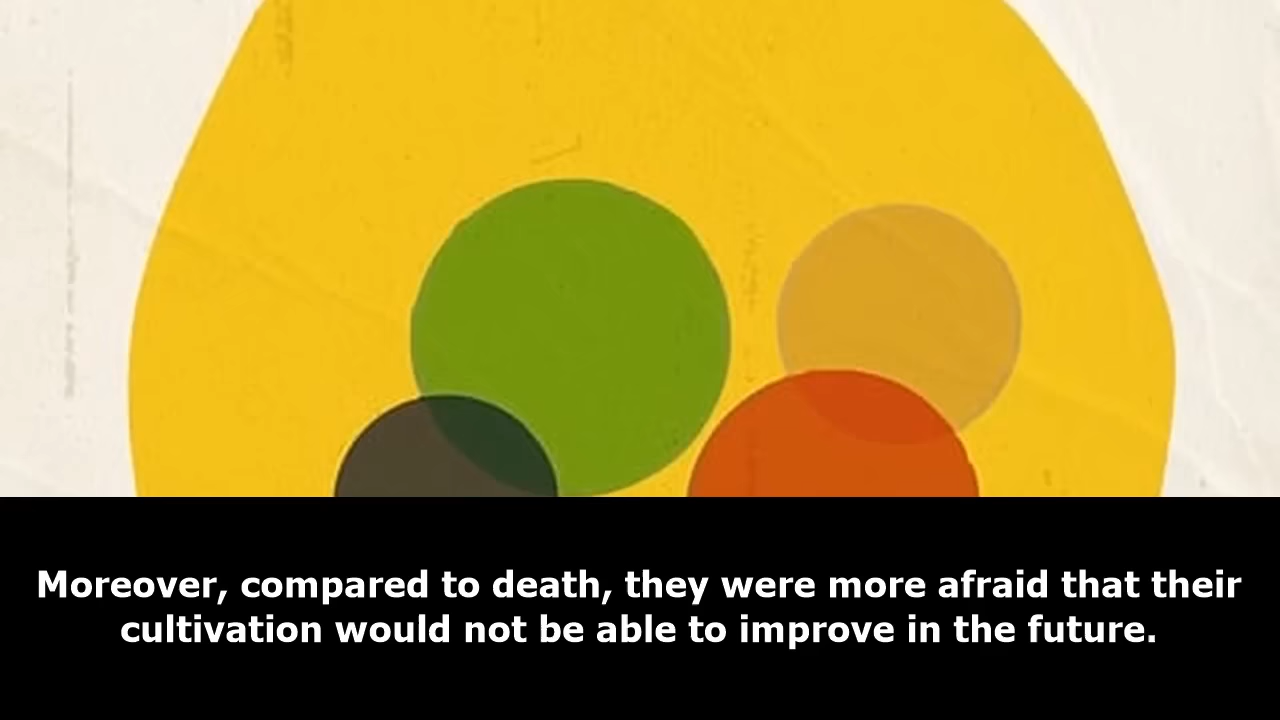 Moreover, compared to death, they were more afraid that their
cultivation would not be able to improve in the future.